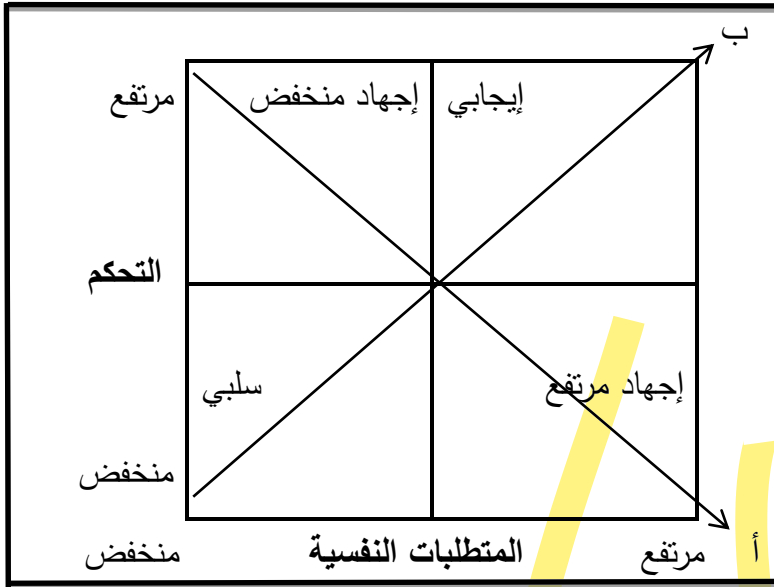 ب
مرتفع
إجهاد منخفض
إيجابي
التحكم
سلبي
إجهاد مرتفع
منخفض
منخفض
المتطلبات النفسية
مرتفع
أ